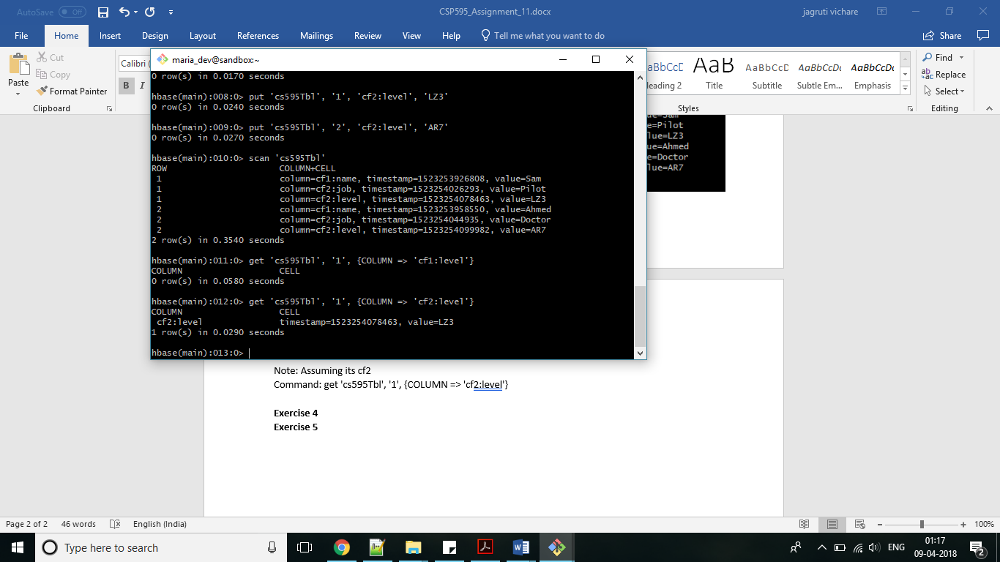 AutoSave Off
CSP595_Assignment_11.docx
jagruti vichare
File Home Insert Design Layout References Mailings Review View Help Tell me what you want to do Share
Paste
Cut
Copy
Format Painter
Clipboard
Calibri (
B I
Title
AaB
AaBbCcD
Subtitle
AaBbCcDc
Subtle Em...
AaBbCcDc
Emphasis
Styles
Find
Replace
Select
Editing
maria_dev@sandbox:~
0 row(s) in 0.0170 seconds
hbase(main):008:0> put 'cs595Tbl', '1', 'cf2:level', 'LZ3'
0 row(s) in 0.0240 seconds
hbase(main):009:0> put 'cs595Tbl', '2', 'cf2:level', 'AR7'
0 row(s) in 0.0270 seconds
hbase(main):010:0> scan 'cs595Tbl'
ROW COLUMN+CELL
1 column=cf1:name, timestamp=1523253926808, value=Sam
1 column=cf2:job, timestamp=1523254026293, value=Pilot
1 column=cf2:level, timestamp=1523254078463, value=LZ3
2 column=cf1:name, timestamp=1523253958550, value=Ahmed
2 column=cf2:job, timestamp=1523254044935, value=Doctor
2 column=cf2:level, timestamp=1523254099982, value=AR7
2 row(s) in 0.3540 seconds
hbase(main):011:0> get 'cs595Tbl', '1', {COLUMN => 'cf1:level'}
COLUMN CELL
0 row(s) in 0.0580 seconds
hbase(main):012:0> get 'cs595Tbl', '1', {COLUMN => 'cf2:level'}
COLUMN CELL
cf2:level timestamp=1523254078463, value=LZ3
1 row(s) in 0.0290 seconds
hbase(main):013:0>
ue=Sam
e=Pilot
lue=LZ3
ue=Ahmed
e=Doctor
ue=AR7
Note: Assuming its cf2
Command: get 'cs595Tbl', '1', {COLUMN => 'cf2:level'}
Exercise 4
Exercise 5
Page 2 of 2 46 words English (India) 100%
Type here to search
ENG
01:17
09-04-2018
2